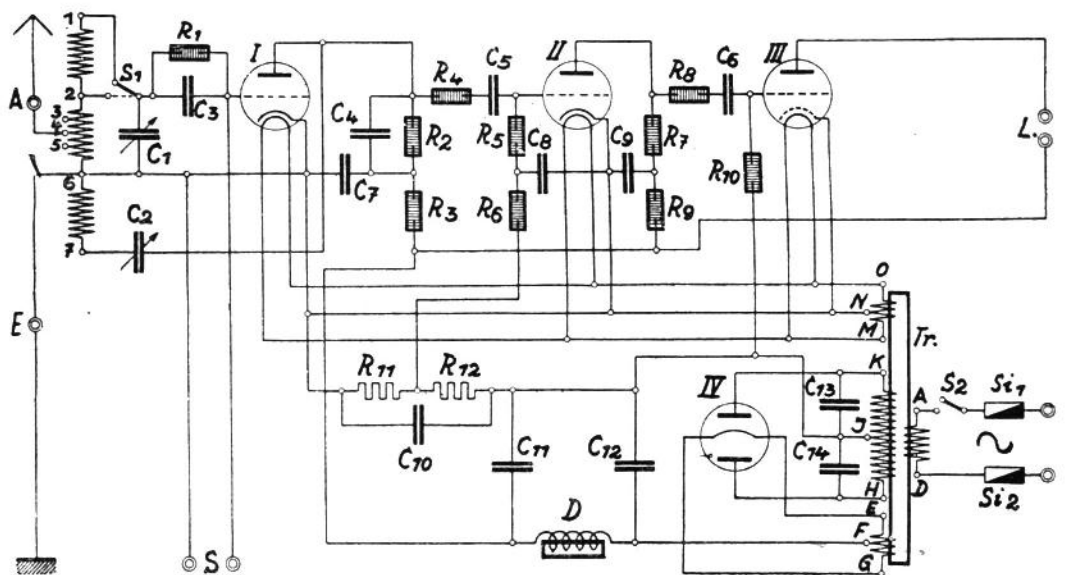 1
2
3
4
5
6
7
A
E
S1
R1
C1
C2
C3
I
R4
C5
C4
R2
R5
C7
R3
R6
II
C8
C9
R8
C6
III
R7
R9
R10
L.
S
R11
R12
C10
C11
C12
D
IV
C13
C14
O
N
M
Tr.
K
J
H
E
F
G
A
D
S2
Si1
Si2